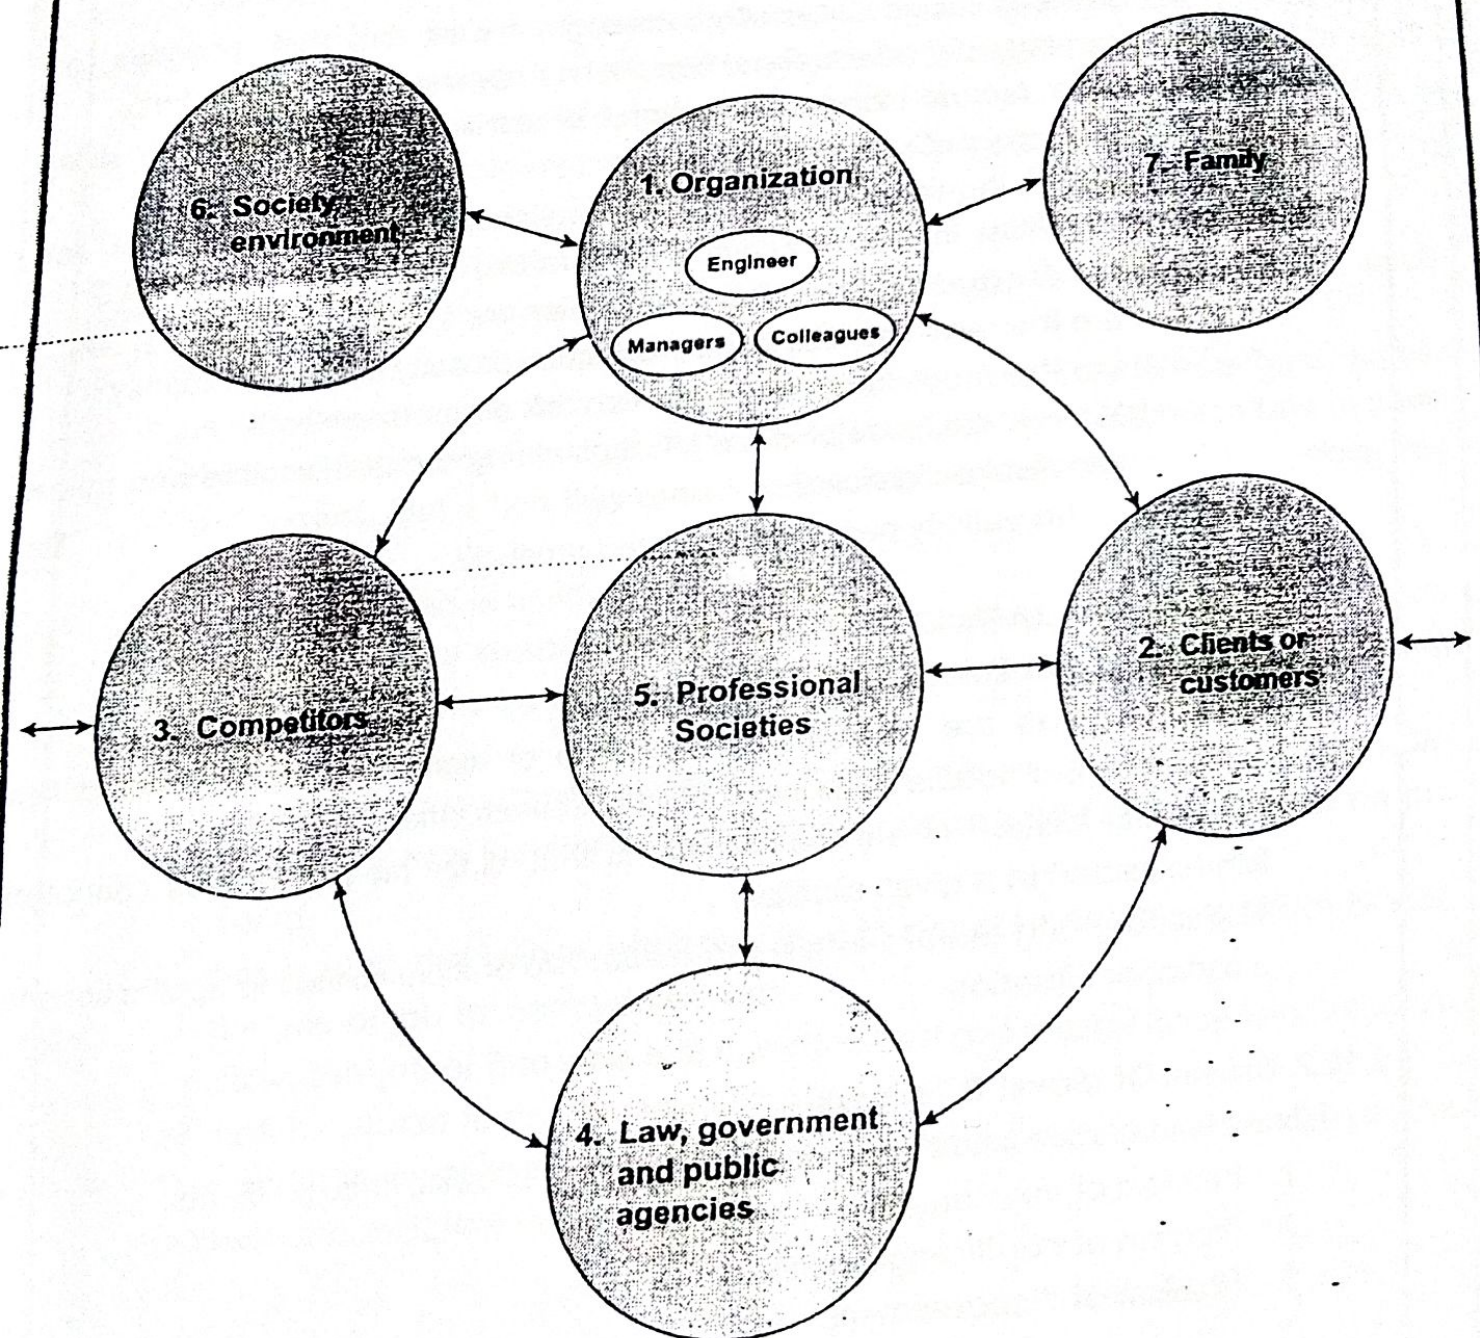 6. Society,
environment
1. Organization
Engineer
Managers
Colleagues
7. Family
3. Competitors
5. Professional
Societies
2. Clients or
customers
4. Law, government
and public
agencies